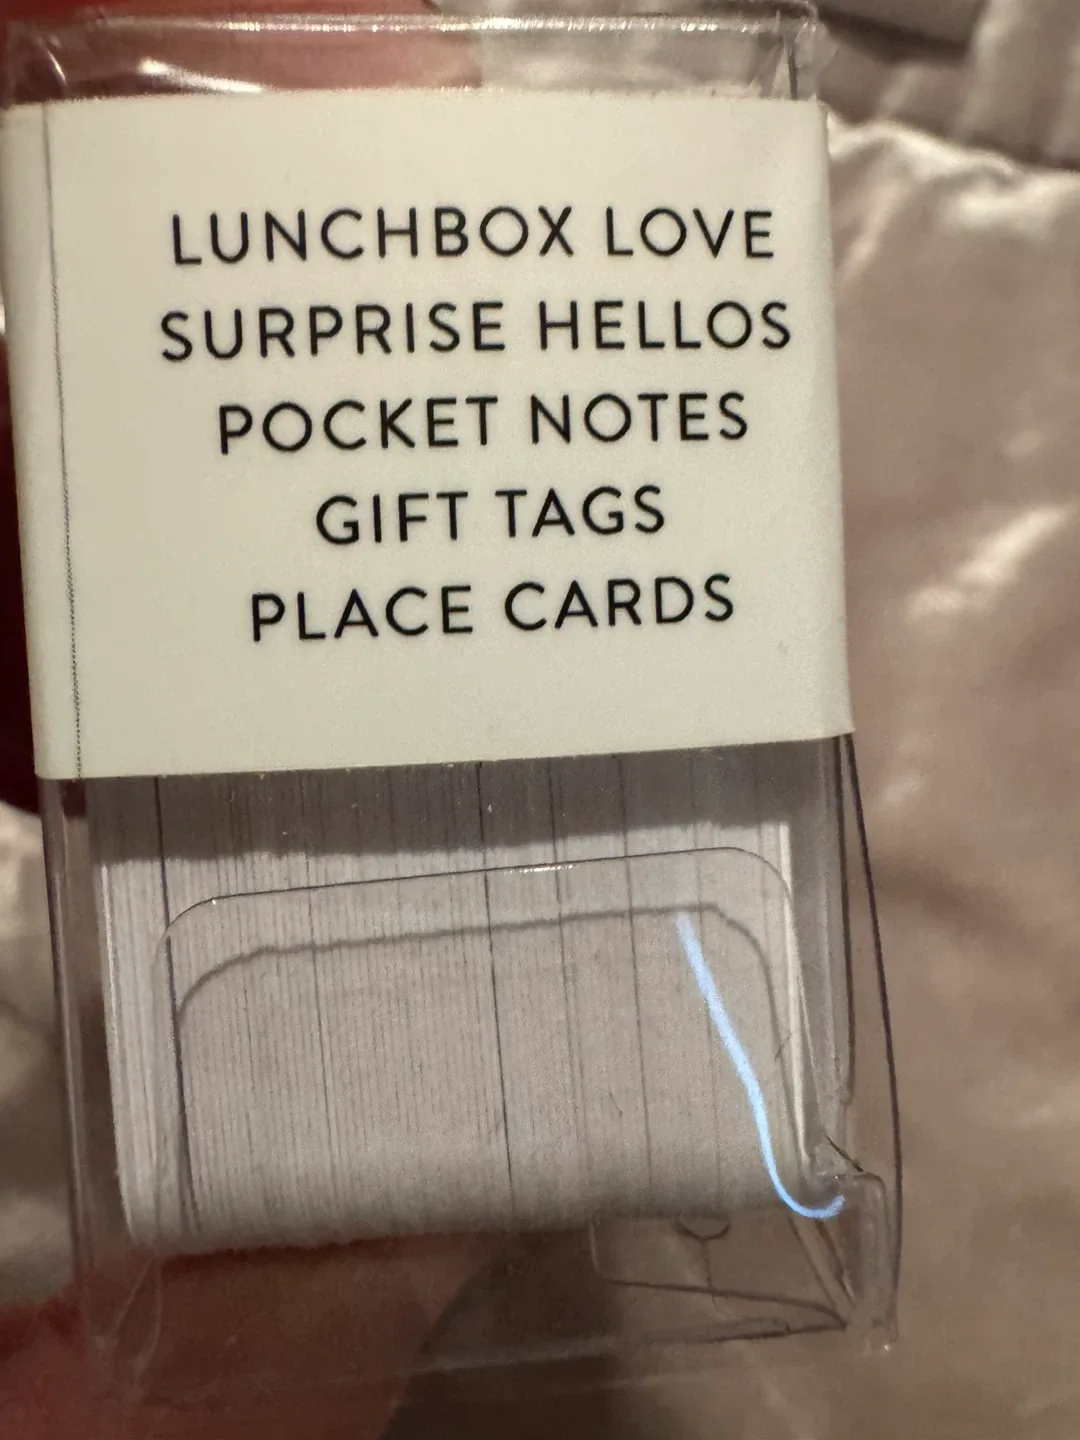 LUNCHBOX LOVE
SURPRISE HELLOS
POCKET NOTES
GIFT TAGS
PLACE CARDS